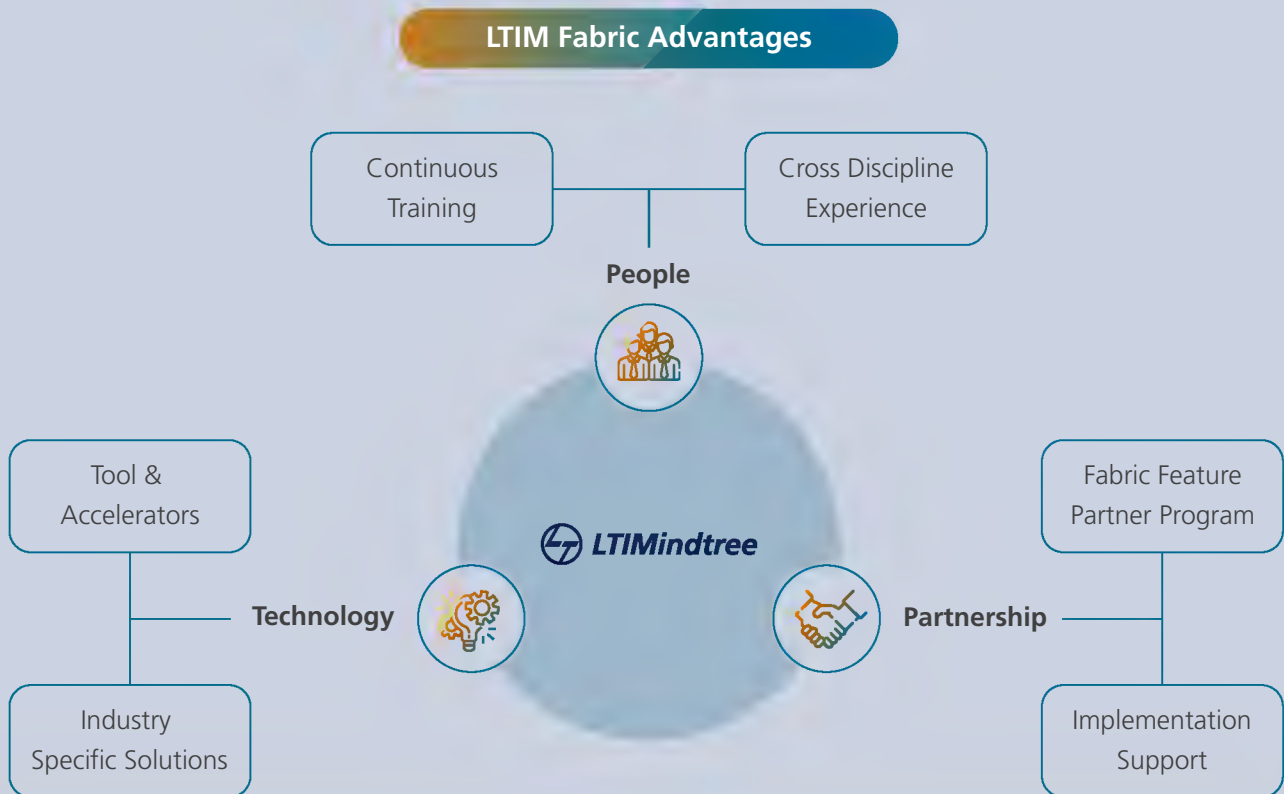 LTIM Fabric Advantages
Continuous
Training
Cross Discipline
Experience
People
Tool &
Accelerators
Fabric Feature
Partner Program
LTIMindtree
Technology
Partnership
Industry
Specific Solutions
Implementation
Support